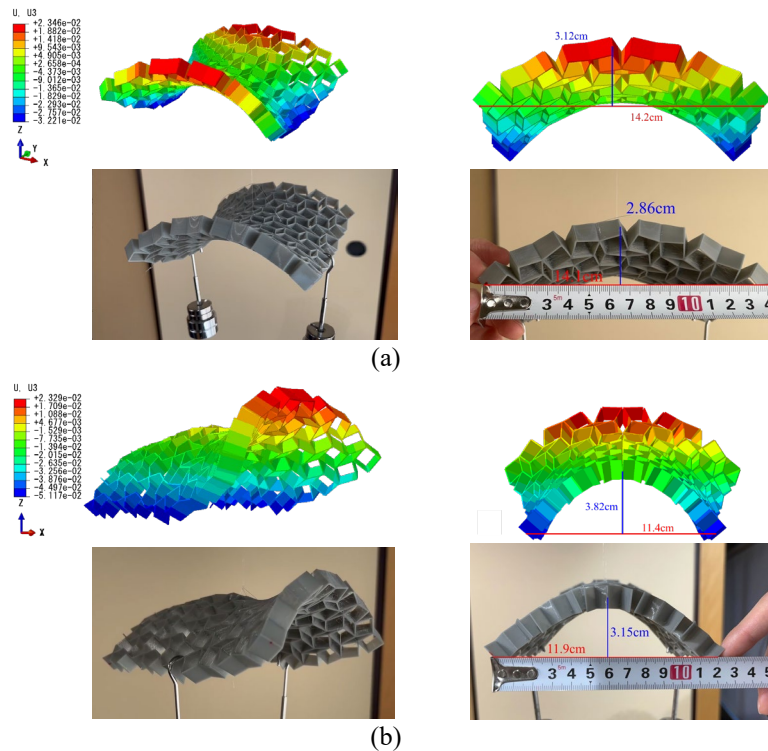 U, U3
+2.346e-02
+1.882e-02
+1.418e-02
+9.543e-03
+4.905e-03
+2.658e-04
-4.373e-03
-9.012e-03
-1.365e-02
-1.829e-02
-2.293e-02
-2.757e-02
-3.221e-02
Z
Y
X
3.12cm
14.2cm
2.86cm
14.1cm
3 5m 4 5 6 7 8 9 10 1 2 3 4
(a)
U, U3
+2.329e-02
+1.709e-02
+1.088e-02
+4.677e-03
-1.529e-03
-7.735e-03
-1.394e-02
-2.015e-02
-2.635e-02
-3.256e-02
-3.876e-02
-4.497e-02
-5.117e-02
Z
X
3.82cm
11.4cm
3.15cm
11.9cm
3 5m 4 5 6 7 8 9 10 1 2 3 4 5
(b)